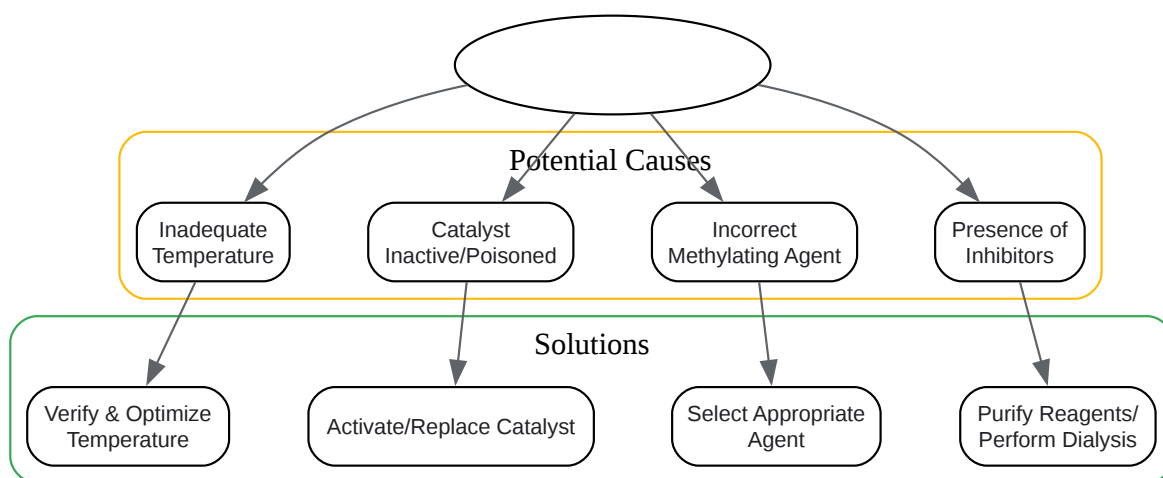 Potential Causes
Inadequate
Temperature
Catalyst
Inactive/Poisoned
Incorrect
Methylating Agent
Presence of
Inhibitors
Solutions
Verify & Optimize
Temperature
Activate/Replace Catalyst
Select Appropriate
Agent
Purify Reagents/
Perform Dialysis